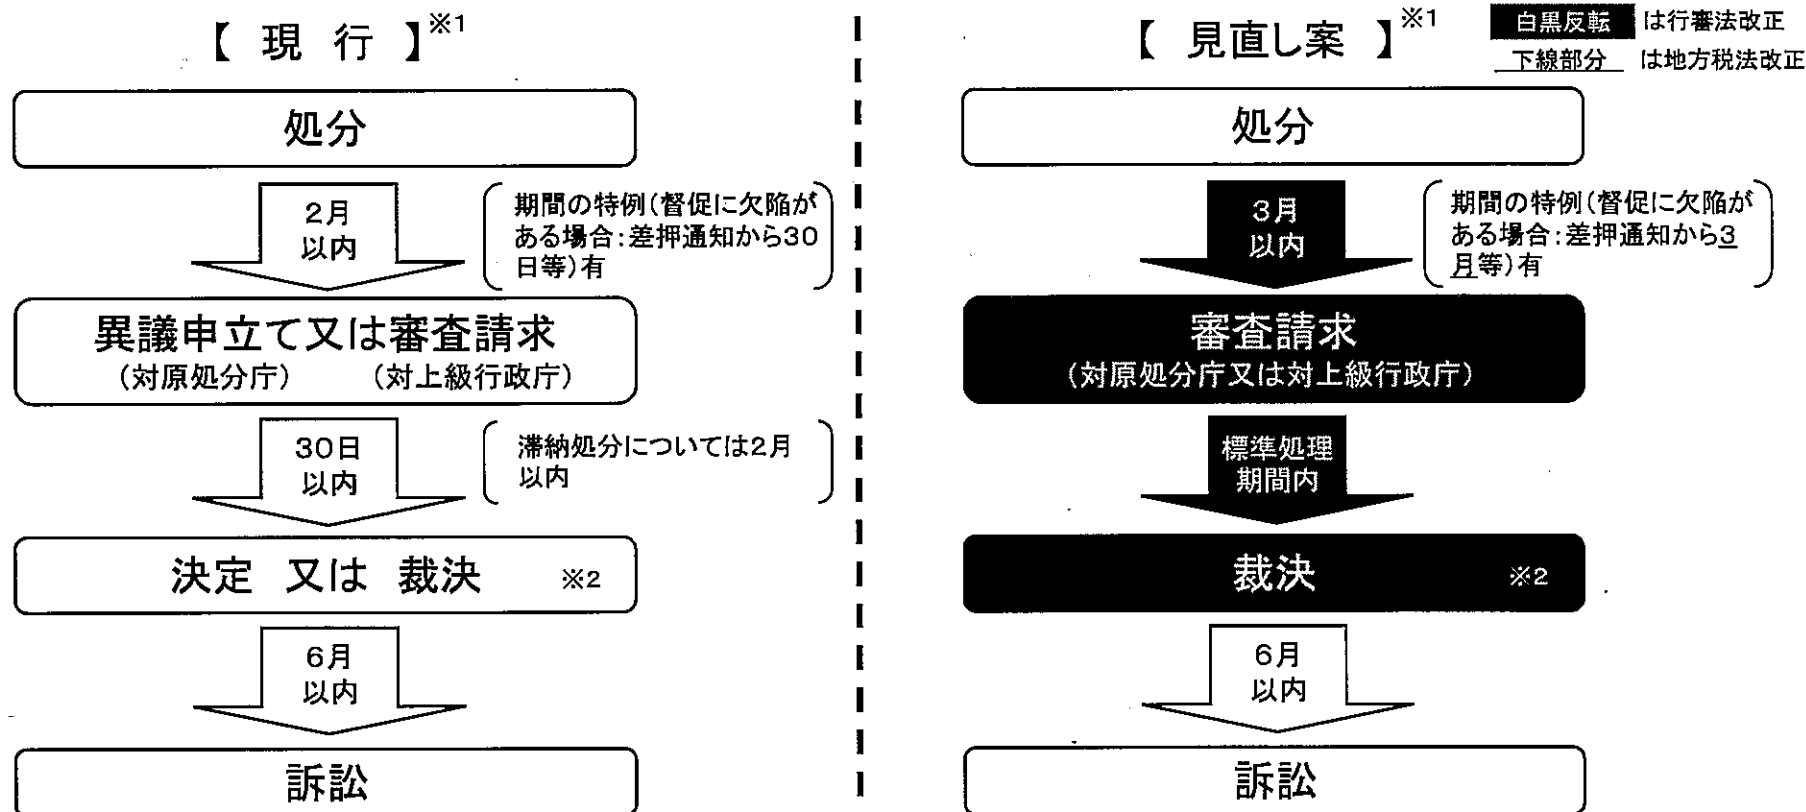 【 現 行 】※1
処分
2月
以内
期間の特例(督促に欠陥が
ある場合:差押通知から30
日等)有
異議申立て又は審査請求
(対原処分庁) (対上級行政庁)
30日
以内
滞納処分については2月
以内
決定 又は 裁決 ※2
6月
以内
訴訟
【 見直し案 】※1
白黒反転 は行審法改正
下線部分 は地方税法改正
処分
3月
以内
期間の特例(督促に欠陥が
ある場合:差押通知から3
月等)有
審査請求
(対原処分庁又は対上級行政庁)
標準処理
期間内
裁決 ※2
6月
以内
訴訟